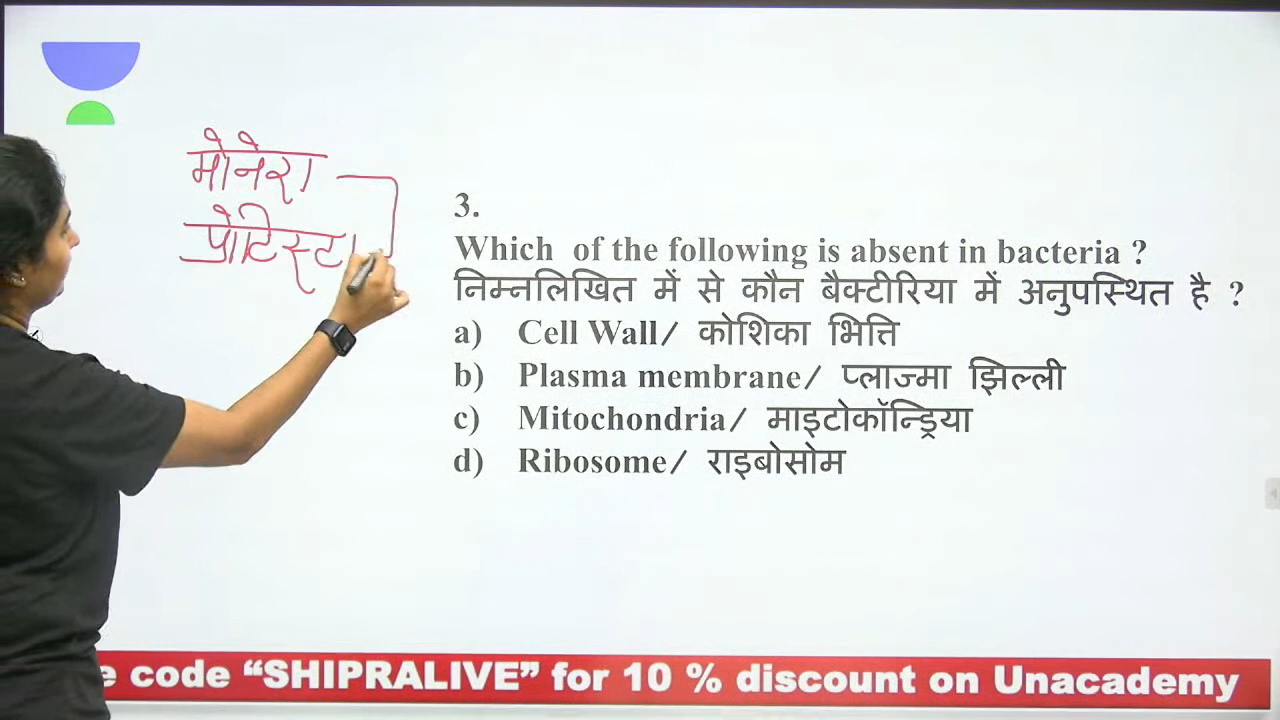 मोनेरा
प्रोटिस्टा
3.
Which of the following is absent in bacteria ?
निम्नलिखित में से कौन बैक्टीरिया में अनुपस्थित है ?
a) Cell Wall/ कोशिका भित्ति
b) Plasma membrane/ प्लाज्मा झिल्ली
c) Mitochondria/ माइटोकॉन्ड्रिया
d) Ribosome/ राइबोसोम
e code “SHIPRALIVE” for 10 % discount on Unacademy